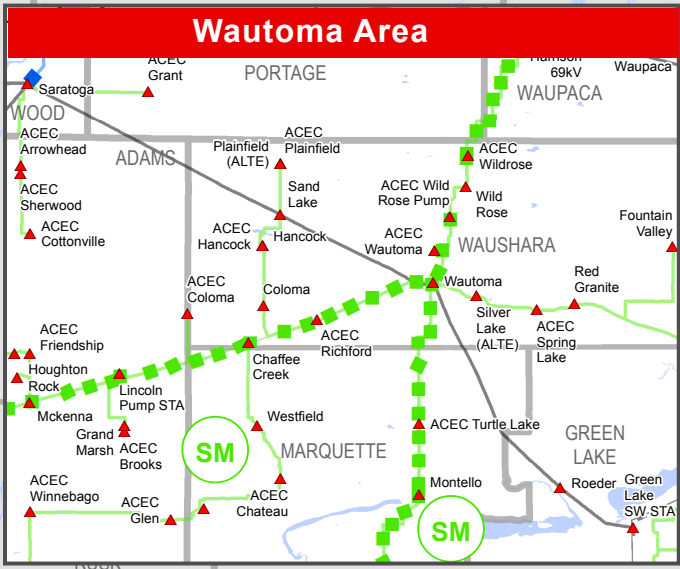 Wautoma Area
ACEC
Grant
PORTAGE
Harrison
69kV
Waupaca
Saratoga
WAUPACA
WOOD
ACEC
Arrowhead
ADAMS
Plainfield
(ALTE)
ACEC
Plainfield
ACEC
Wildrose
ACEC
Sherwood
Sand
Lake
ACEC Wild
Rose Pump
Wild
Rose
ACEC
Cottonville
ACEC
Hancock
Hancock
ACEC
Wautoma
WAUSHARA
Fountain
Valley
ACEC
Coloma
Coloma
Wautoma
Red
Granite
Silver
Lake
(ALTE)
ACEC
Spring
Lake
ACEC
Friendship
ACEC
Richford
Houghton
Rock
Chaffee
Creek
Lincoln
Pump STA
Mckenna
Westfield
ACEC Turtle Lake
Grand
Marsh
ACEC
Brooks
SM
MARQUETTE
GREEN
LAKE
ACEC
Winnebago
ACEC
Glen
ACEC
Chateau
Montello
Roeder
Green
Lake
SW STA
SM